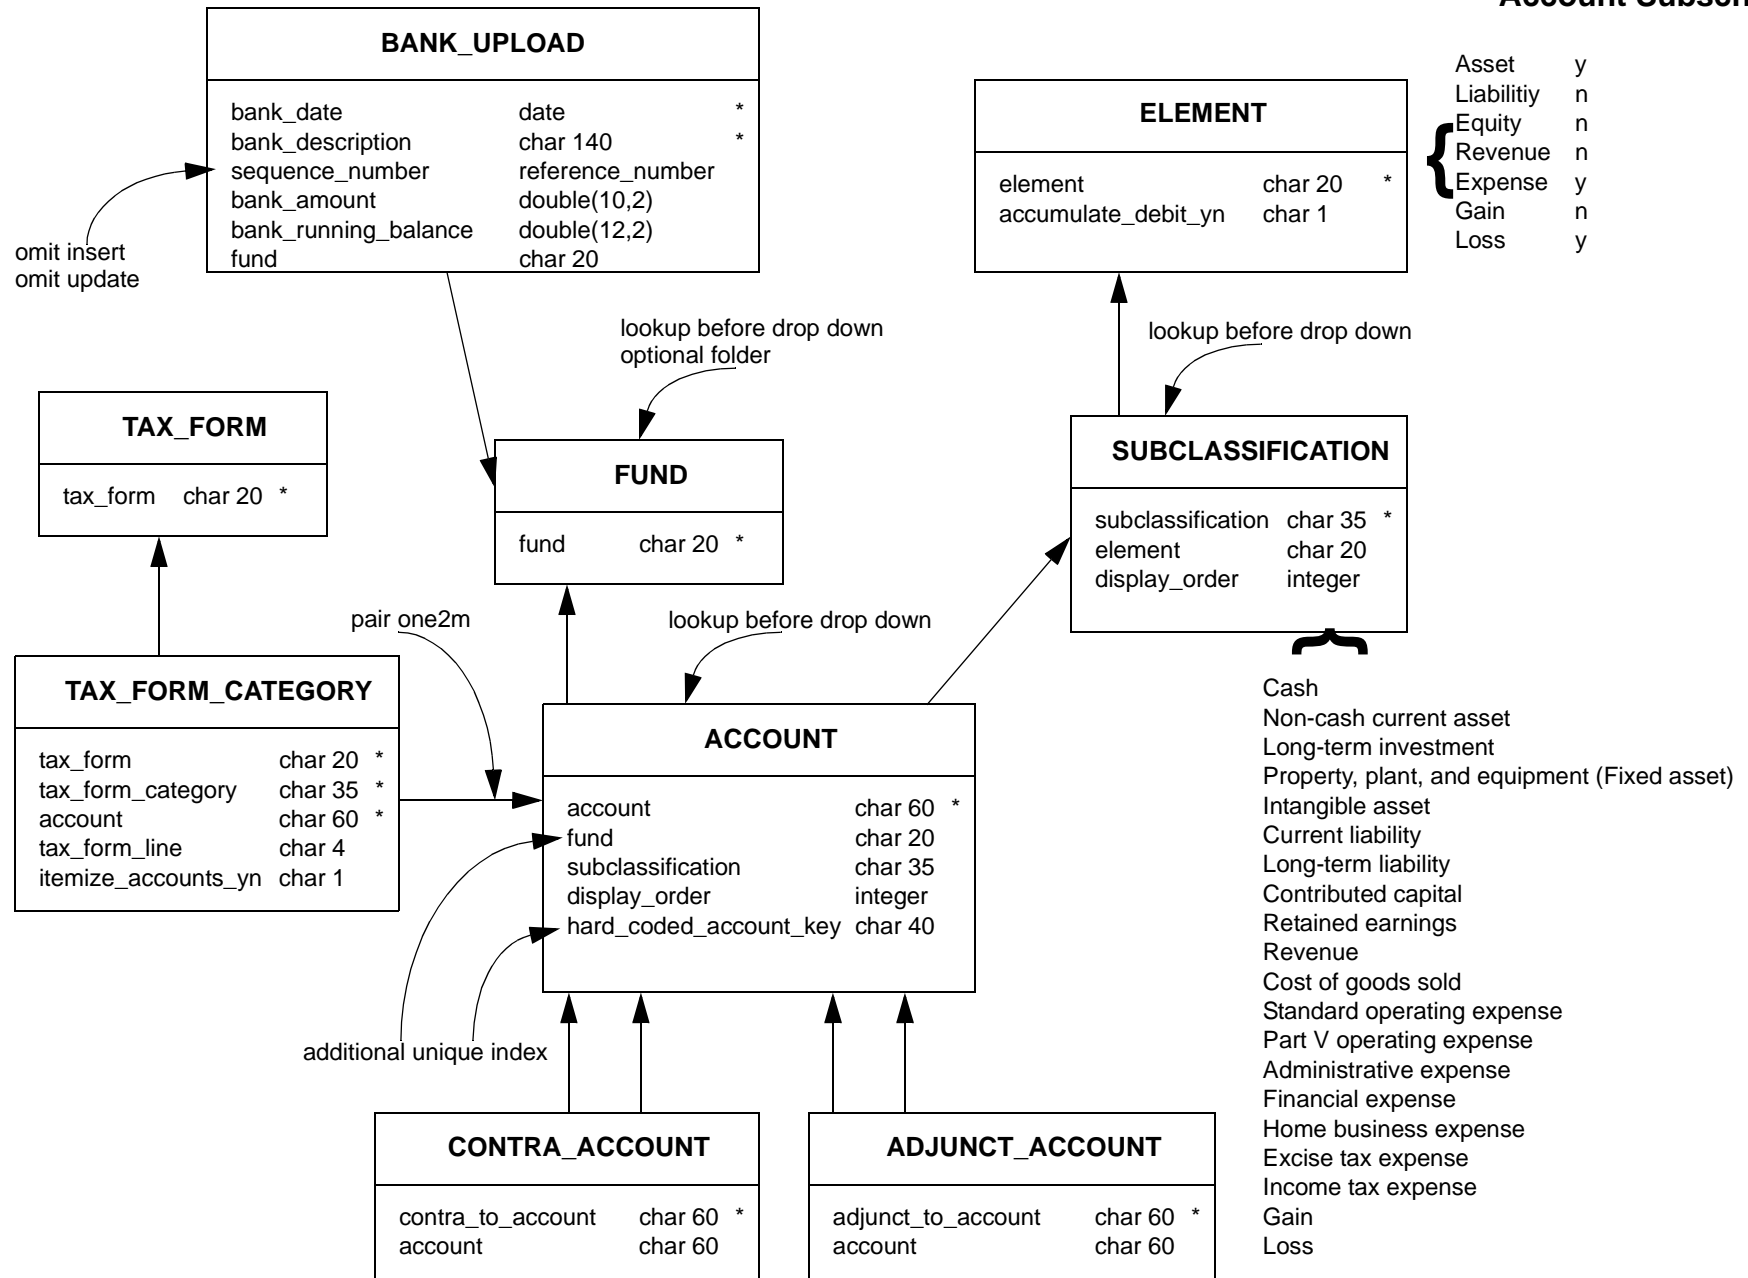 Account Subsch
BANK_UPLOAD
bank_date date *
bank_description char 140 *
sequence_number reference_number
bank_amount double(10,2)
bank_running_balance double(12,2)
fund char 20
omit insert
omit update
ELEMENT
element char 20 *
accumulate_debit_yn char 1
Asset y
Liabilitiy n
Equity n
Revenue n
Expense y
Gain n
Loss y
lookup before drop down
optional folder
lookup before drop down
TAX_FORM
tax_form char 20 *
FUND
fund char 20 *
SUBCLASSIFICATION
subclassification char 35 *
element char 20
display_order integer
pair one2m
lookup before drop down
TAX_FORM_CATEGORY
tax_form char 20 *
tax_form_category char 35 *
account char 60 *
tax_form_line char 4
itemize_accounts_yn char 1
ACCOUNT
account char 60 *
fund char 20
subclassification char 35
display_order integer
hard_coded_account_key char 40
additional unique index
Cash
Non-cash current asset
Long-term investment
Property, plant, and equipment (Fixed asset)
Intangible asset
Current liability
Long-term liability
Contributed capital
Retained earnings
Revenue
Cost of goods sold
Standard operating expense
Part V operating expense
Administrative expense
Financial expense
Home business expense
Excise tax expense
Income tax expense
Gain
Loss
CONTRA_ACCOUNT
contra_to_account char 60 *
account char 60
ADJUNCT_ACCOUNT
adjunct_to_account char 60 *
account char 60